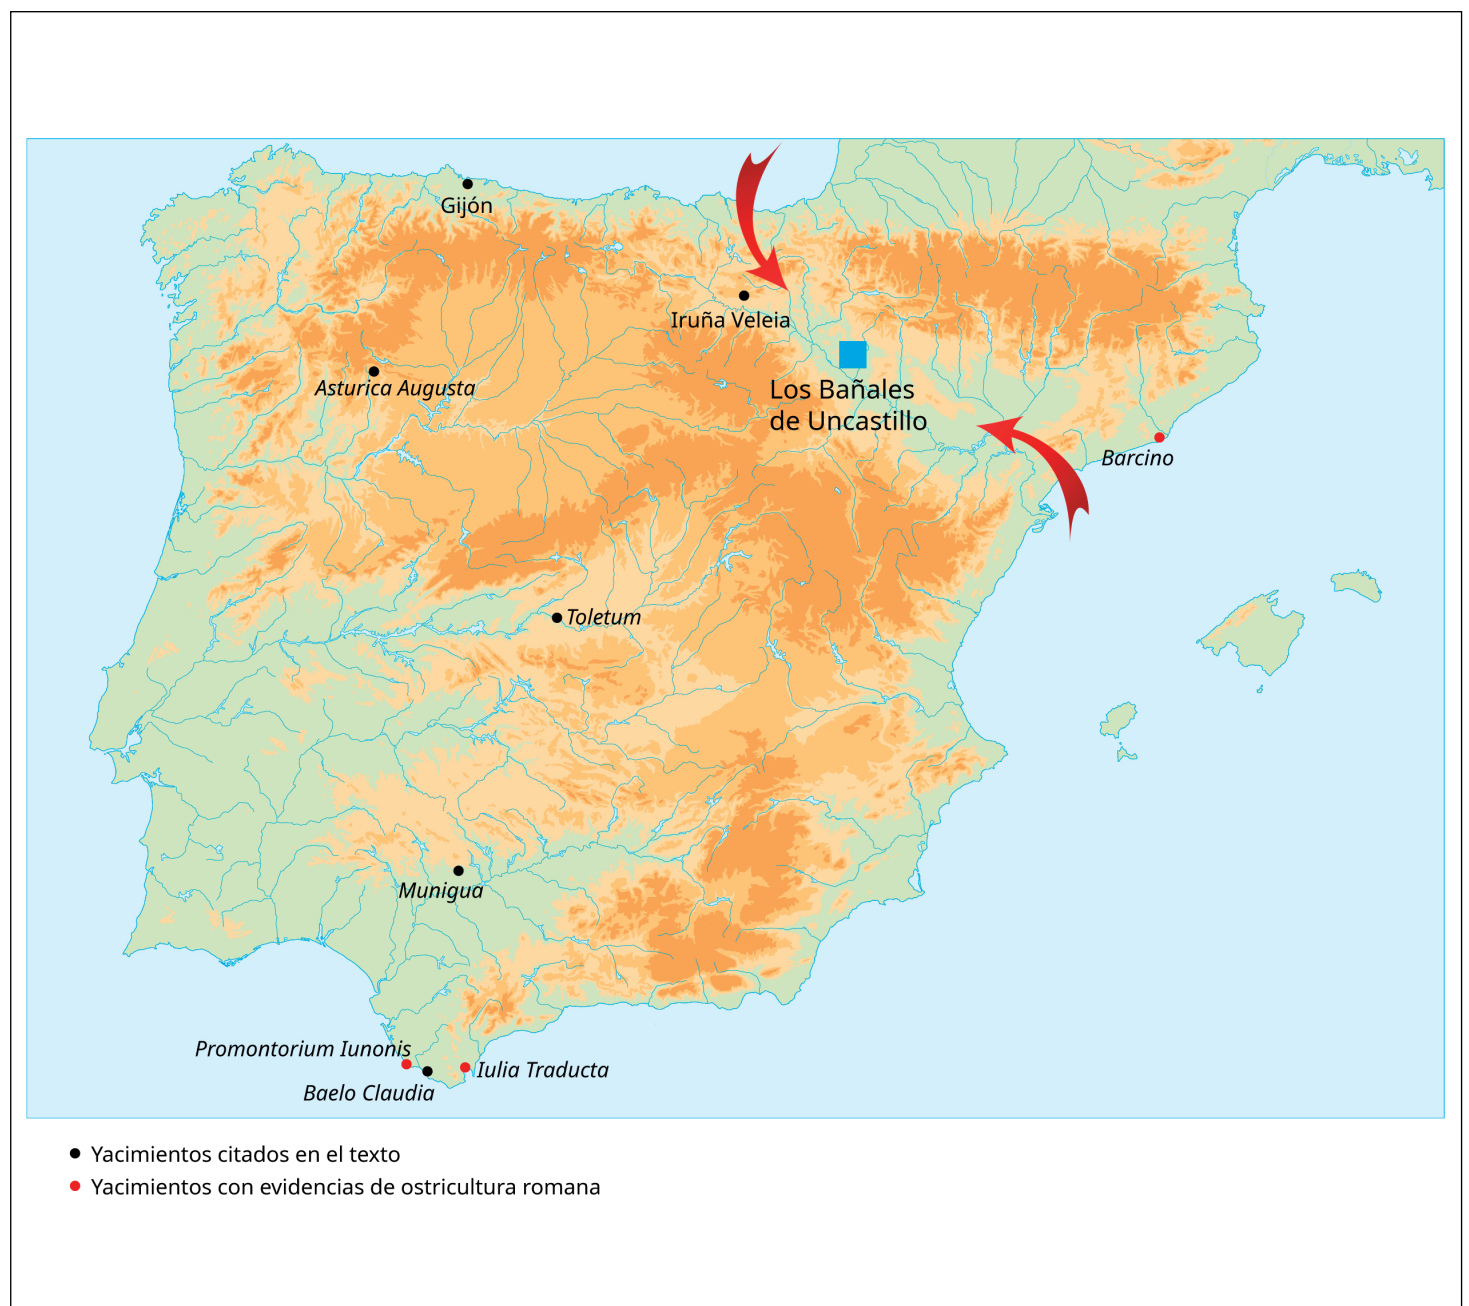 Gijón
Iruña Veleia
Asturica Augusta
Los Bañales
de Uncastillo
Barcino
Toletum
Munigua
Promontorium Iunonis
Iulia Traducta
Baelo Claudia
Yacimientos citados en el texto
Yacimientos con evidencias de ostricultura romana